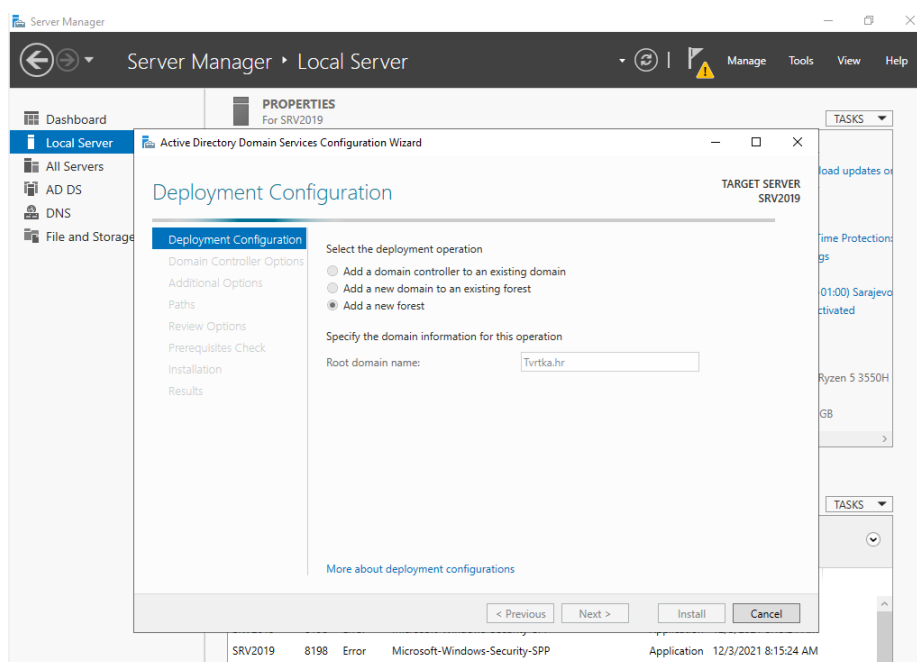 Server Manager
Server Manager ‣ Local Server
Manage Tools View Help
Dashboard
Local Server
All Servers
AD DS
DNS
File and Storage
PROPERTIES
For SRV2019
TASKS
Active Directory Domain Services Configuration Wizard
Deployment Configuration
TARGET SERVER
SRV2019
Deployment Configuration
Domain Controller Options
Additional Options
Paths
Review Options
Prerequisites Check
Installation
Results
Select the deployment operation
Add a domain controller to an existing domain
Add a new domain to an existing forest
Add a new forest
Specify the domain information for this operation
Root domain name: Tvrtka.hr
More about deployment configurations
< Previous Next > Install Cancel
load updates
Time Protection:
gs
01:00) Sarajevo
ctivated
Ryzen 5 3550H
GB
TASKS
SRV2019 8198 Error Microsoft-Windows-Security-SPP Application 12/3/2021 8:15:24 AM